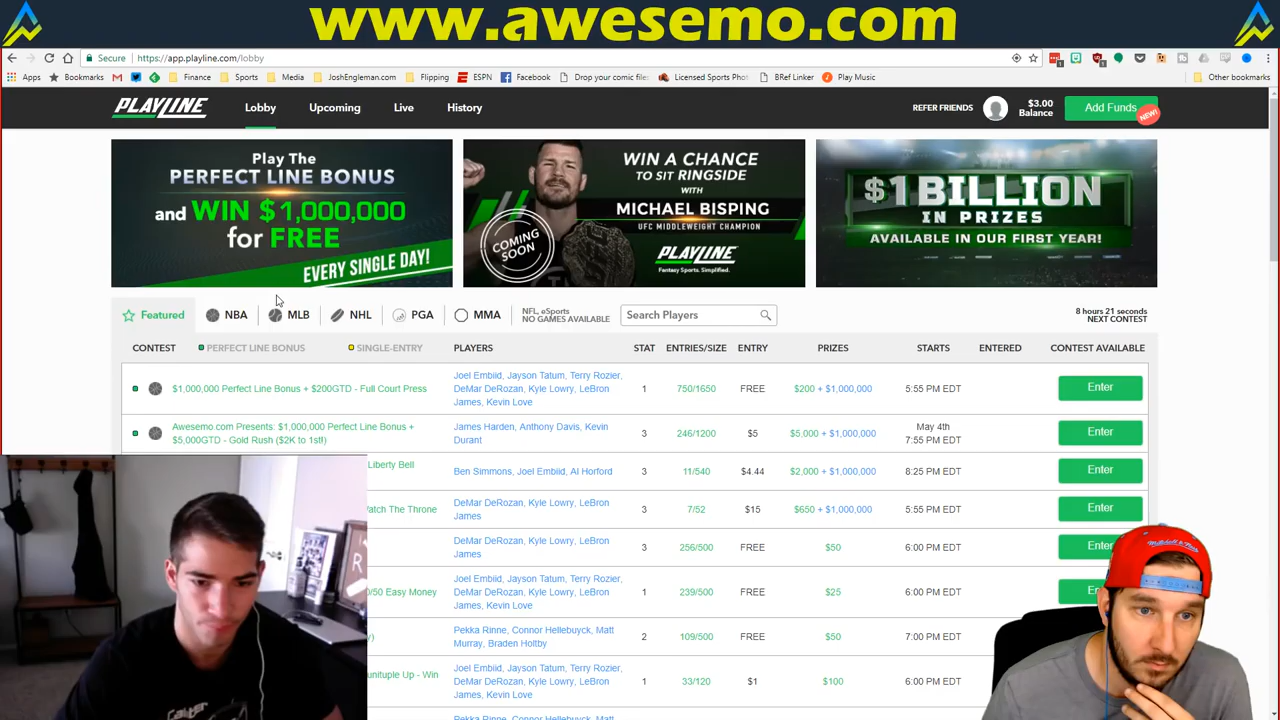 www.awesemo.com
Secure https://app.playline.com/lobby
Apps Bookmarks Finance Sports Media JoshEngleman.com Flipping ESPN Facebook Drop your comic files Licensed Sports Phot BRef Linker Play Music Other bookmarks
PLAYLINE Lobby Upcoming Live History REFER FRIENDS $3.00 Balance Add Funds NEW!
Play The
PERFECT LINE BONUS
and WIN $1,000,000
for FREE
EVERY SINGLE DAY!
WIN A CHANCE
TO SIT RINGSIDE
WITH
MICHAEL BISPING
UFC MIDDLEWEIGHT CHAMPION
COMING SOON
PLAYLINE
Fantasy Sports. Simplified.
$1 BILLION
IN PRIZES
AVAILABLE IN OUR FIRST YEAR!
Featured NBA MLB NHL PGA MMA NFL, eSports NO GAMES AVAILABLE Search Players 8 hours 21 seconds NEXT CONTEST
CONTEST PERFECT LINE BONUS SINGLE-ENTRY PLAYERS STAT ENTRIES/SIZE ENTRY PRIZES STARTS ENTERED CONTEST AVAILABLE
Joel Embiid, Jayson Tatum, Terry Rozier,
$1,000,000 Perfect Line Bonus + $200GTD - Full Court Press DeMar DeRozan, Kyle Lowry, LeBron 1 750/1650 FREE $200 + $1,000,000 5:55 PM EDT Enter
James, Kevin Love
Awesemo.com Presents: $1,000,000 Perfect Line Bonus + James Harden, Anthony Davis, Kevin May 4th
$5,000GTD - Gold Rush ($2K to 1st!) Durant 3 246/1200 $5 $5,000 + $1,000,000 7:55 PM EDT Enter
Liberty Bell Ben Simmons, Joel Embiid, Al Horford 3 11/540 $4.44 $2,000 + $1,000,000 8:25 PM EDT Enter
Watch The Throne DeMar DeRozan, Kyle Lowry, LeBron 3 7/52 $15 $650 + $1,000,000 5:55 PM EDT Enter
James
DeMar DeRozan, Kyle Lowry, LeBron 3 256/500 FREE $50 6:00 PM EDT
James
Joel Embiid, Jayson Tatum, Terry Rozier,
0/50 Easy Money DeMar DeRozan, Kyle Lowry, LeBron 1 239/500 FREE $25 6:00 PM EDT
James, Kevin Love
Pekka Rinne, Connor Hellebuyck, Matt 2 109/500 FREE $50 7:00 PM EDT
Murray, Braden Holtby
Joel Embiid, Jayson Tatum, Terry Rozier,
Up - Win DeMar DeRozan, Kyle Lowry, LeBron 1 33/120 $1 $100 6:00 PM EDT
James, Kevin Love